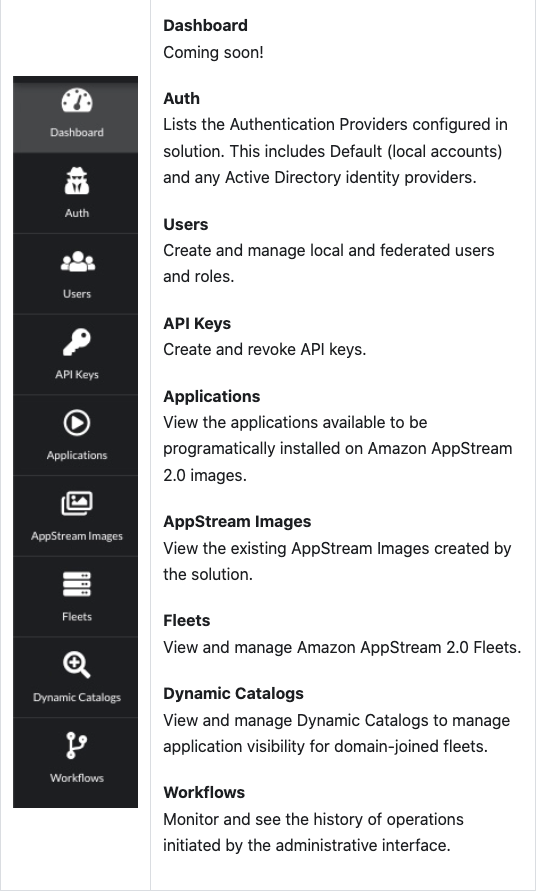 Dashboard
Auth
Users
API Keys
Applications
AppStream Images
Fleets
Dynamic Catalogs
Workflows
Dashboard
Coming soon!
Auth
Lists the Authentication Providers configured in
solution. This includes Default (local accounts)
and any Active Directory identity providers.
Users
Create and manage local and federated users
and roles.
API Keys
Create and revoke API keys.
Applications
View the applications available to be
programatically installed on Amazon AppStream
2.0 images.
AppStream Images
View the existing AppStream Images created by
the solution.
Fleets
View and manage Amazon AppStream 2.0 Fleets.
Dynamic Catalogs
View and manage Dynamic Catalogs to manage
application visibility for domain-joined fleets.
Workflows
Monitor and see the history of operations
initiated by the administrative interface.